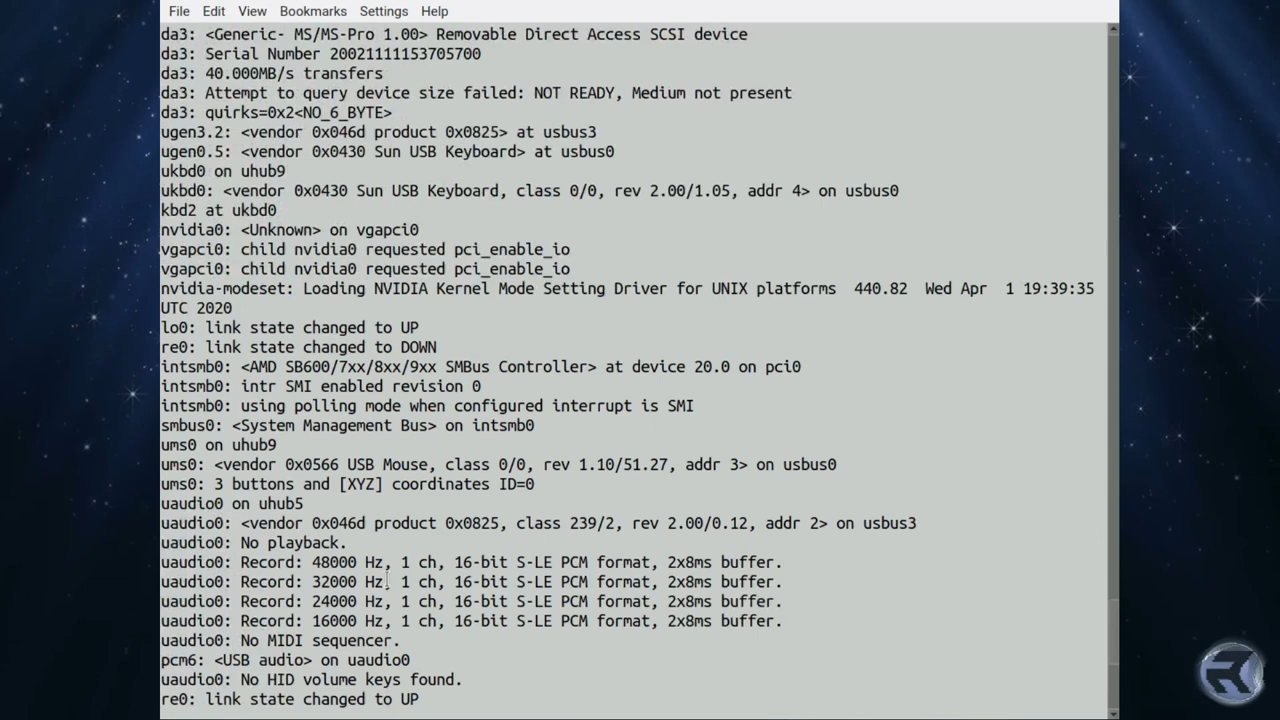 File Edit View Bookmarks Settings Help
da3: <Generic- MS/MS-Pro 1.00> Removable Direct Access SCSI device
da3: Serial Number 20021111153705700
da3: 40.000MB/s transfers
da3: Attempt to query device size failed: NOT READY, Medium not present
da3: quirks=0x2<NO_6_BYTE>
ugen3.2: <vendor 0x046d product 0x0825> at usbus3
ugen0.5: <vendor 0x0430 Sun USB Keyboard> at usbus0
ukbd0 on uhub9
ukbd0: <vendor 0x0430 Sun USB Keyboard, class 0/0, rev 2.00/1.05, addr 4> on usbus0
kbd2 at ukbd0
nvidia0: <Unknown> on vgapci0
vgapci0: child nvidia0 requested pci_enable_io
vgapci0: child nvidia0 requested pci_enable_io
nvidia-modeset: Loading NVIDIA Kernel Mode Setting Driver for UNIX platforms  440.82  Wed Apr  1 19:39:35
UTC 2020
lo0: link state changed to UP
re0: link state changed to DOWN
intsmb0: <AMD SB600/7xx/8xx/9xx SMBus Controller> at device 20.0 on pci0
intsmb0: intr SMI enabled revision 0
intsmb0: using polling mode when configured interrupt is SMI
smbus0: <System Management Bus> on intsmb0
ums0 on uhub9
ums0: <vendor 0x0566 USB Mouse, class 0/0, rev 1.10/51.27, addr 3> on usbus0
ums0: 3 buttons and [XYZ] coordinates ID=0
uaudio0 on uhub5
uaudio0: <vendor 0x046d product 0x0825, class 239/2, rev 2.00/0.12, addr 2> on usbus3
uaudio0: No playback.
uaudio0: Record: 48000 Hz, 1 ch, 16-bit S-LE PCM format, 2x8ms buffer.
uaudio0: Record: 32000 Hz, 1 ch, 16-bit S-LE PCM format, 2x8ms buffer.
uaudio0: Record: 24000 Hz, 1 ch, 16-bit S-LE PCM format, 2x8ms buffer.
uaudio0: Record: 16000 Hz, 1 ch, 16-bit S-LE PCM format, 2x8ms buffer.
uaudio0: No MIDI sequencer.
pcm6: <USB audio> on uaudio0
uaudio0: No HID volume keys found.
re0: link state changed to UP